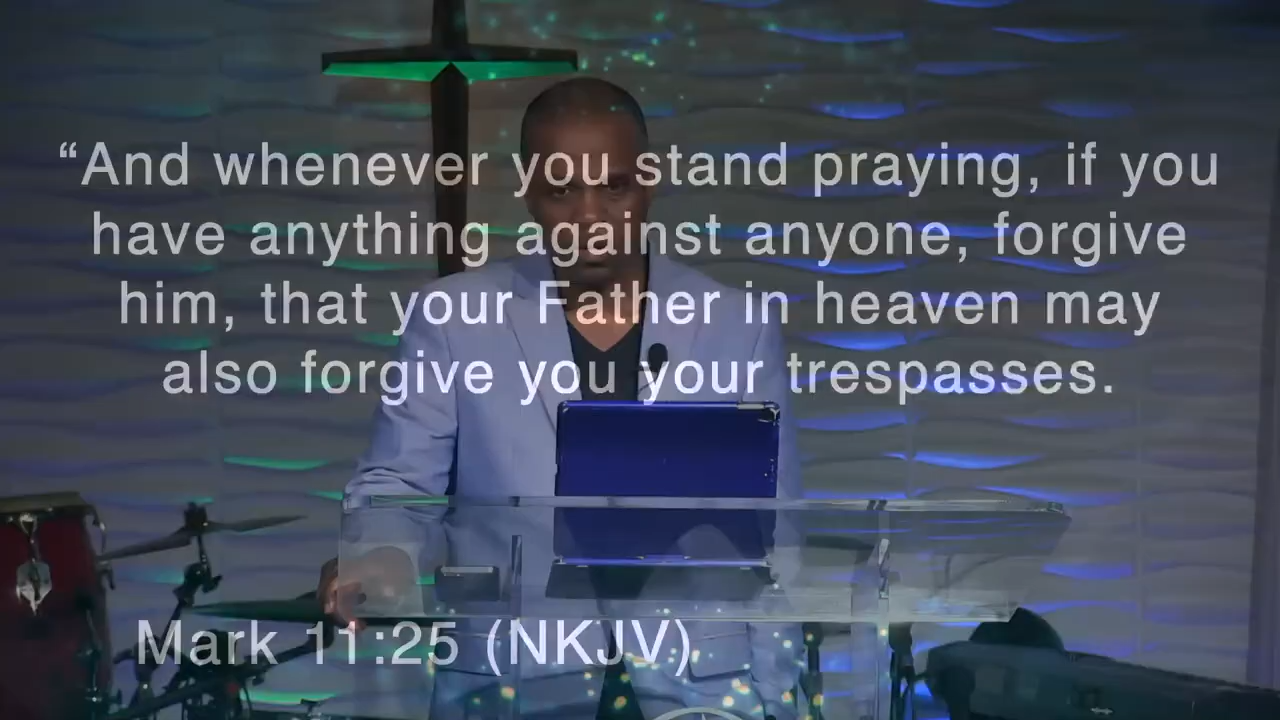 “And whenever you stand praying, if you
have anything against anyone, forgive
him, that your Father in heaven may
also forgive you your trespasses.
Mark 11:25 (NKJV)